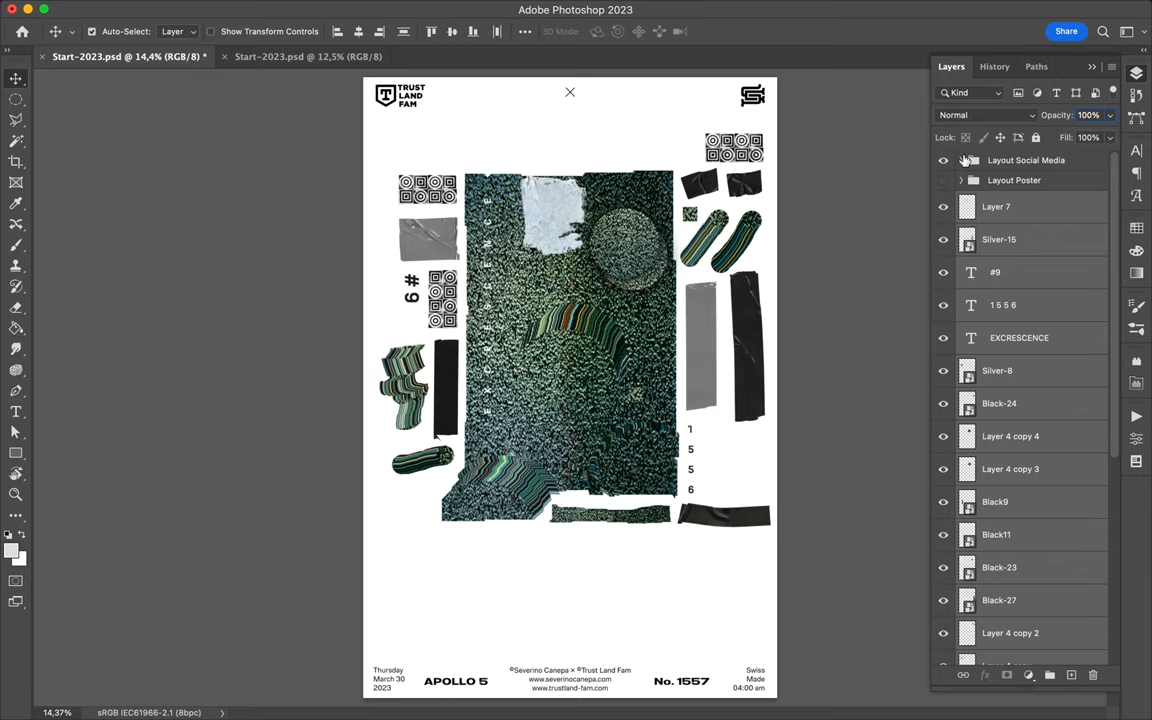 Adobe Photoshop 2023
Auto-Select:
Layer
Show Transform Controls
3D Mode:
Share
Start-2023.psd @ 14,4% (RGB/8) *
Start-2023.psd @ 12,5% (RGB/8)
Layers
History
Paths
Kind
Normal
Opacity:
100%
Lock:
Fill:
100%
Layout Social Media
Layout Poster
Layer 7
Silver-15
#9
1 5 5 6
EXCRESCENCE
Silver-8
Black-24
Layer 4 copy 4
Layer 4 copy 3
Black9
Black11
Black-23
Black-27
Layer 4 copy 2
TRUST
LAND
FAM
EXCRESCENCE
#9
1
5
5
6
Thursday
March 30
2023
APOLLO 5
©Severino Canepa × ©Trust Land Fam
www.severinocanepa.com
www.trustland-fam.com
No. 1557
Swiss
Made
04:00 am
14,37%
sRGB IEC61966-2.1 (8bpc)